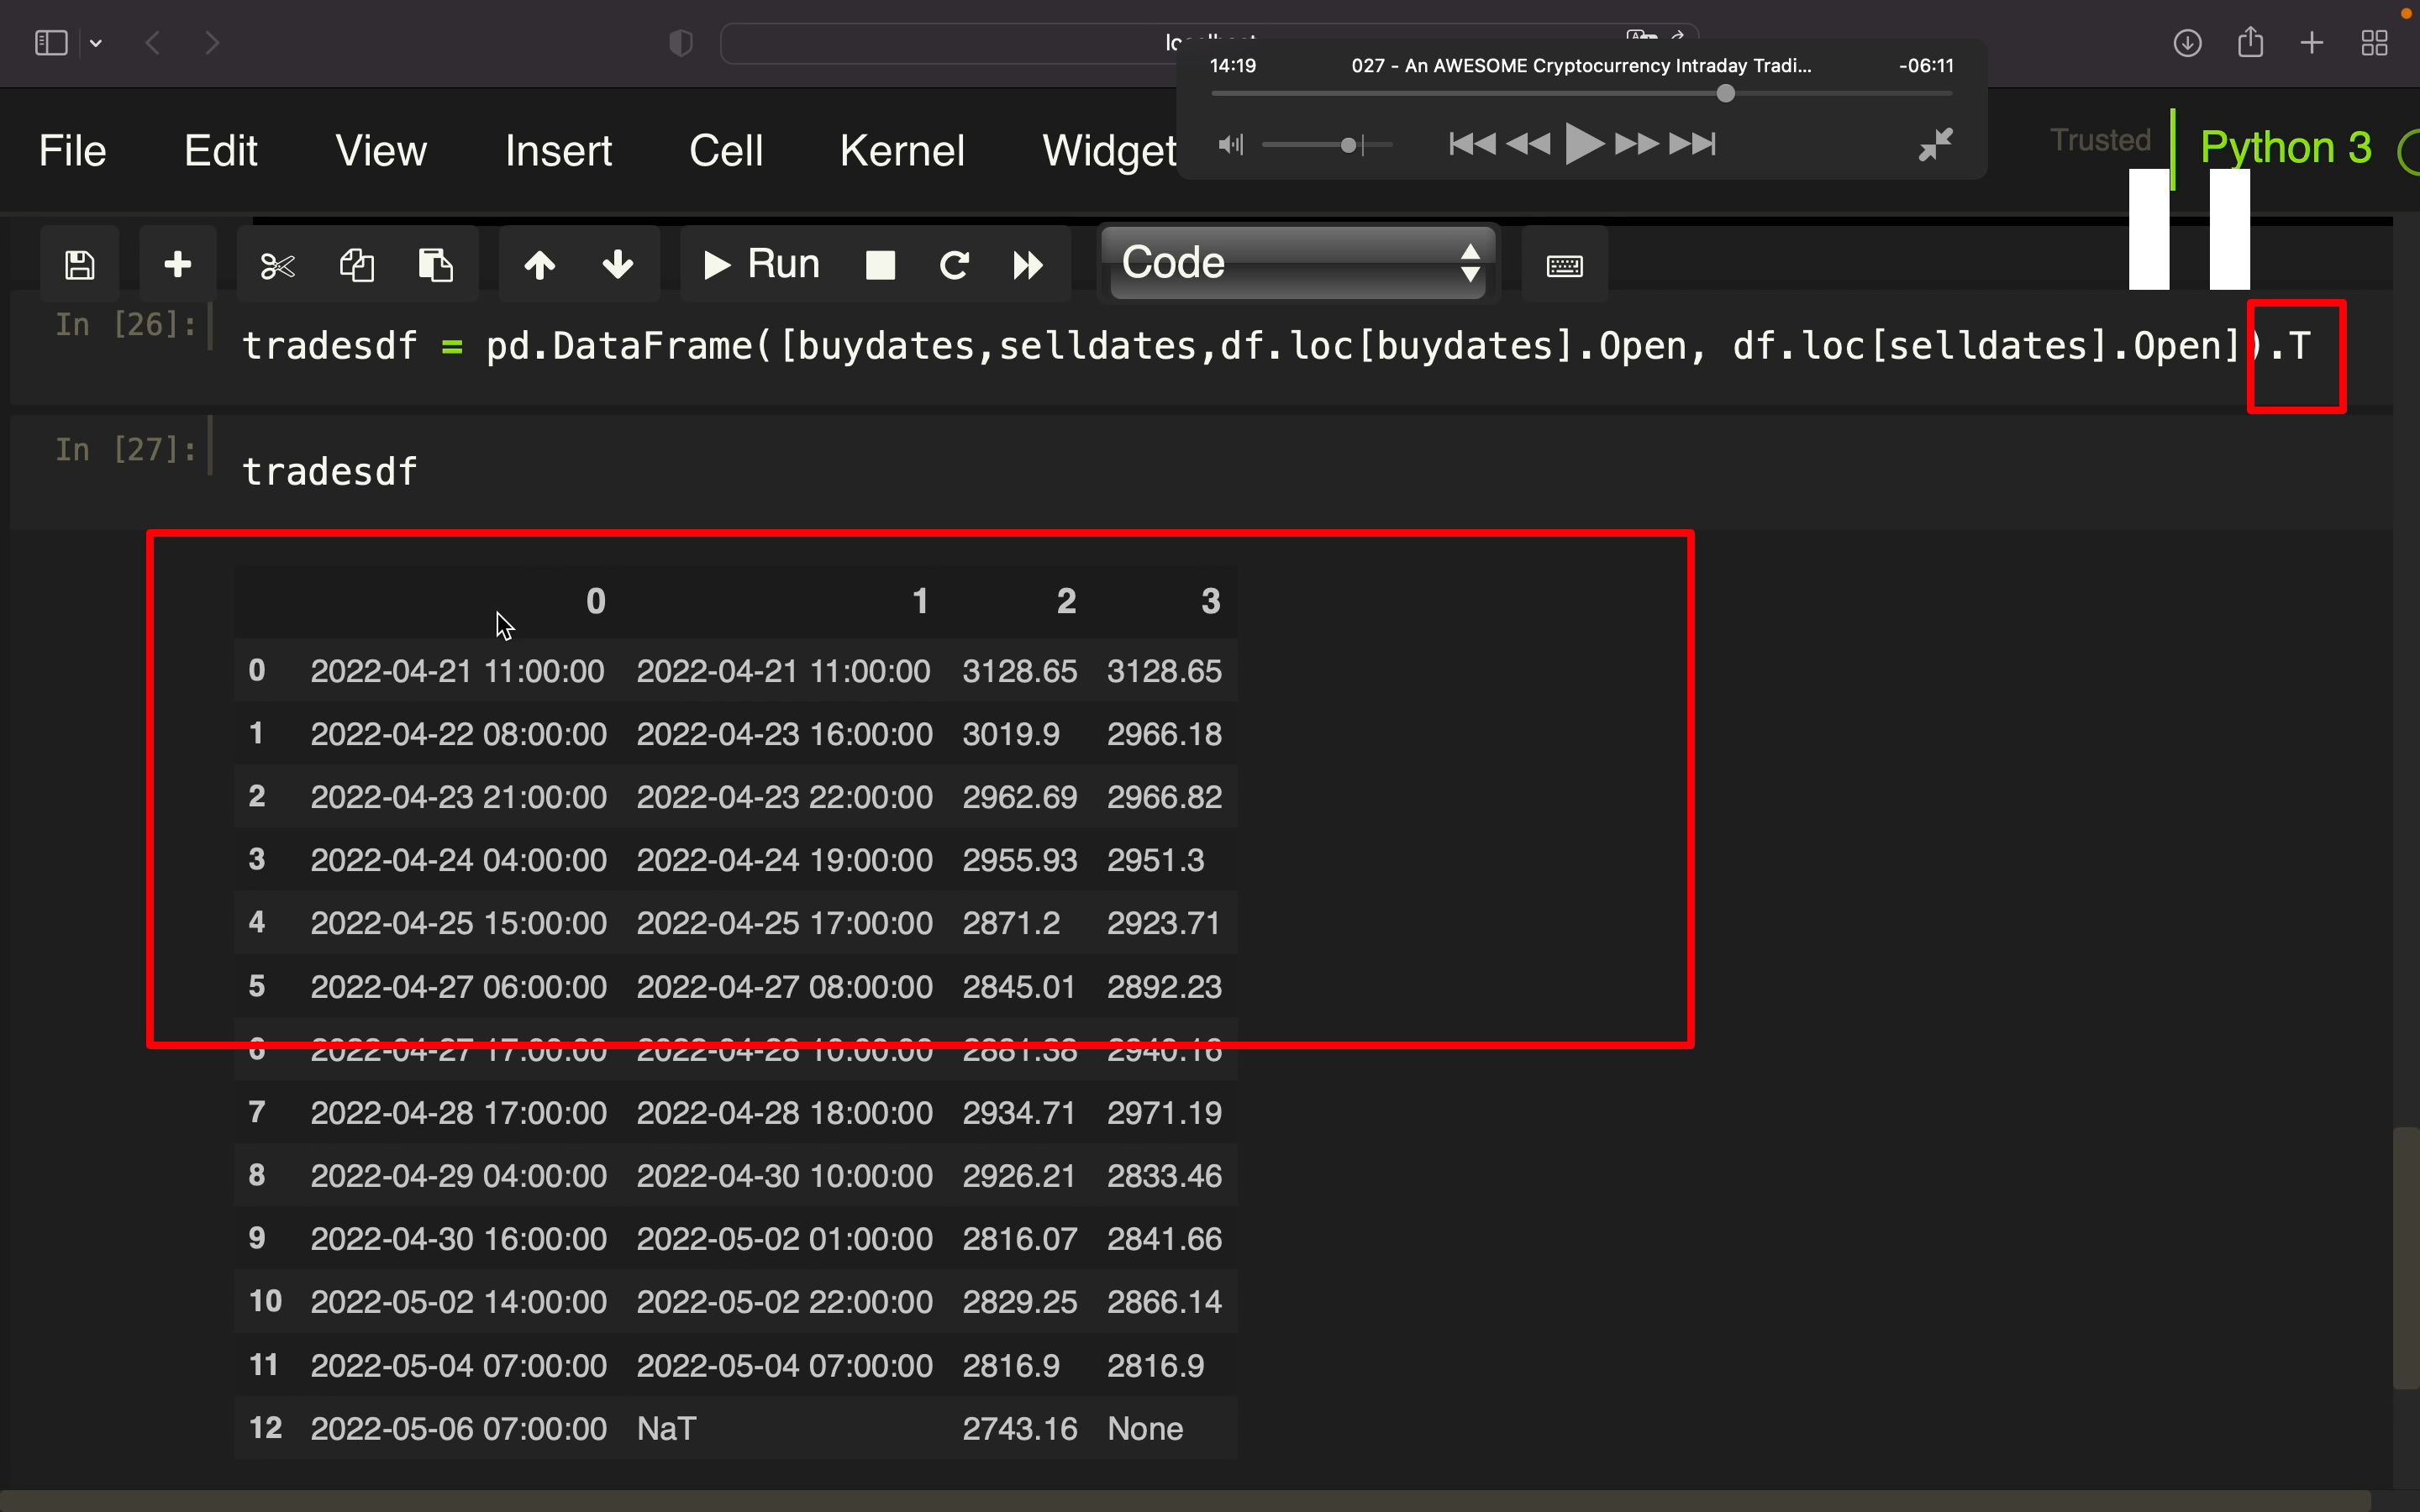 14:19 027 - An AWESOME Cryptocurrency Intraday Tradi... -06:11
File Edit View Insert Cell Kernel Widget Trusted Python 3
Run Code
In [26]: tradesdf = pd.DataFrame([buydates,selldates,df.loc[buydates].Open, df.loc[selldates].Open]).T
In [27]: tradesdf
0 1 2 3
0 2022-04-21 11:00:00 2022-04-21 11:00:00 3128.65 3128.65
1 2022-04-22 08:00:00 2022-04-23 16:00:00 3019.9 2966.18
2 2022-04-23 21:00:00 2022-04-23 22:00:00 2962.69 2966.82
3 2022-04-24 04:00:00 2022-04-24 19:00:00 2955.93 2951.3
4 2022-04-25 15:00:00 2022-04-25 17:00:00 2871.2 2923.71
5 2022-04-27 06:00:00 2022-04-27 08:00:00 2845.01 2892.23
6 2022-04-27 17:00:00 2022-04-28 10:00:00 2881.38 2940.16
7 2022-04-28 17:00:00 2022-04-28 18:00:00 2934.71 2971.19
8 2022-04-29 04:00:00 2022-04-30 10:00:00 2926.21 2833.46
9 2022-04-30 16:00:00 2022-05-02 01:00:00 2816.07 2841.66
10 2022-05-02 14:00:00 2022-05-02 22:00:00 2829.25 2866.14
11 2022-05-04 07:00:00 2022-05-04 07:00:00 2816.9 2816.9
12 2022-05-06 07:00:00 NaT 2743.16 None